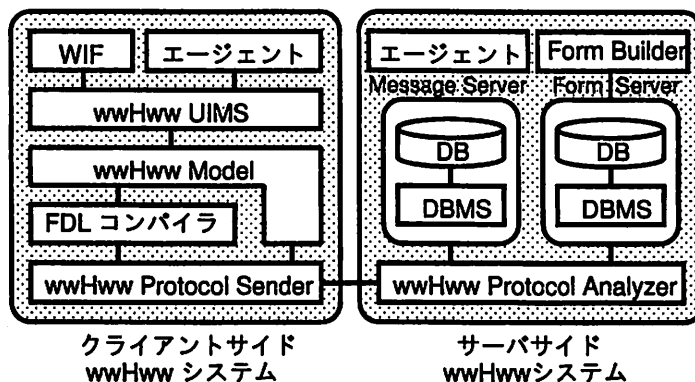 WIF
エージェント
wwHww UIMS
wwHww Model
FDL コンパイラ
wwHww Protocol Sender
クライアントサイド
wwHww システム
エージェント
Form Builder
Message Server
Form Server
DB
DB
DBMS
DBMS
wwHww Protocol Analyzer
サーバサイド
wwHwwシステム